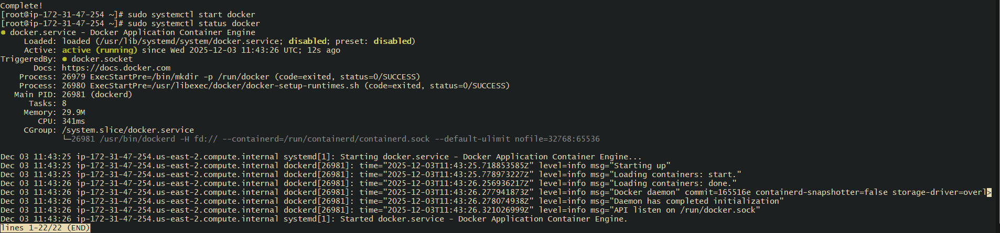 Complete!
[root@ip-172-31-47-254 ~]# sudo systemctl start docker
[root@ip-172-31-47-254 ~]# sudo systemctl status docker
● docker.service - Docker Application Container Engine
     Loaded: loaded (/usr/lib/systemd/system/docker.service; disabled; preset: disabled)
     Active: active (running) since Wed 2025-12-03 11:43:26 UTC; 12s ago
TriggeredBy: ● docker.socket
       Docs: https://docs.docker.com
    Process: 26979 ExecStartPre=/bin/mkdir -p /run/docker (code=exited, status=0/SUCCESS)
    Process: 26980 ExecStartPre=/usr/libexec/docker/docker-setup-runtimes.sh (code=exited, status=0/SUCCESS)
   Main PID: 26981 (dockerd)
      Tasks: 8
     Memory: 29.9M
        CPU: 341ms
     CGroup: /system.slice/docker.service
             └─26981 /usr/bin/dockerd -H fd:// --containerd=/run/containerd/containerd.sock --default-ulimit nofile=32768:65536
Dec 03 11:43:25 ip-172-31-47-254.us-east-2.compute.internal systemd[1]: Starting docker.service - Docker Application Container Engine...
Dec 03 11:43:25 ip-172-31-47-254.us-east-2.compute.internal dockerd[26981]: time="2025-12-03T11:43:25.718853585Z" level=info msg="Starting up"
Dec 03 11:43:25 ip-172-31-47-254.us-east-2.compute.internal dockerd[26981]: time="2025-12-03T11:43:25.778973227Z" level=info msg="Loading containers: start."
Dec 03 11:43:26 ip-172-31-47-254.us-east-2.compute.internal dockerd[26981]: time="2025-12-03T11:43:26.256936217Z" level=info msg="Loading containers: done."
Dec 03 11:43:26 ip-172-31-47-254.us-east-2.compute.internal dockerd[26981]: time="2025-12-03T11:43:26.277941873Z" level=info msg="Docker daemon" commit=165516e containerd-snapshotter=false storage-driver=overl>
Dec 03 11:43:26 ip-172-31-47-254.us-east-2.compute.internal dockerd[26981]: time="2025-12-03T11:43:26.278074938Z" level=info msg="Daemon has completed initialization"
Dec 03 11:43:26 ip-172-31-47-254.us-east-2.compute.internal dockerd[26981]: time="2025-12-03T11:43:26.321026999Z" level=info msg="API listen on /run/docker.sock"
Dec 03 11:43:26 ip-172-31-47-254.us-east-2.compute.internal systemd[1]: Started docker.service - Docker Application Container Engine.
lines 1-22/22 (END)